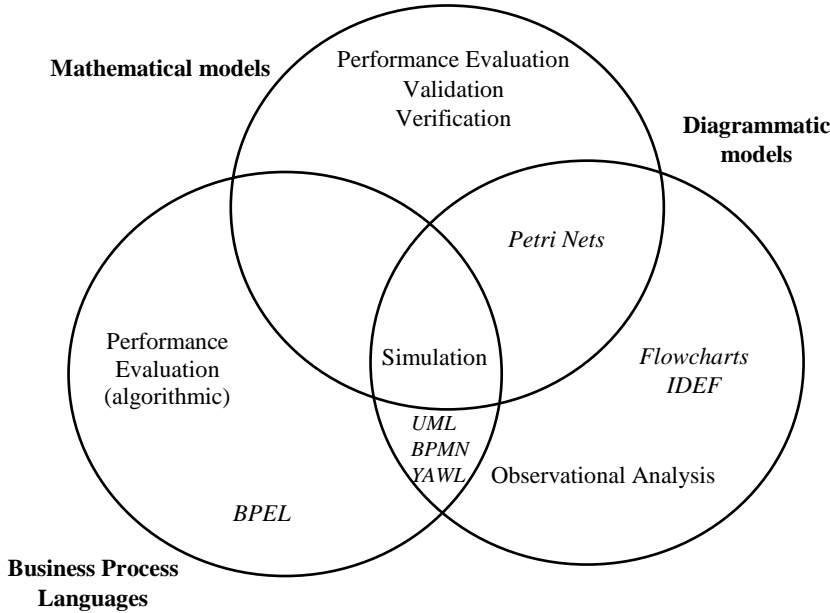 Mathematical models
Performance Evaluation
Validation
Verification
Diagrammatic
models
Petri Nets
Performance
Evaluation
(algorithmic)
Simulation
Flowcharts
IDEF
UML
BPMN
YAWL
Observational Analysis
BPEL
Business Process
Languages